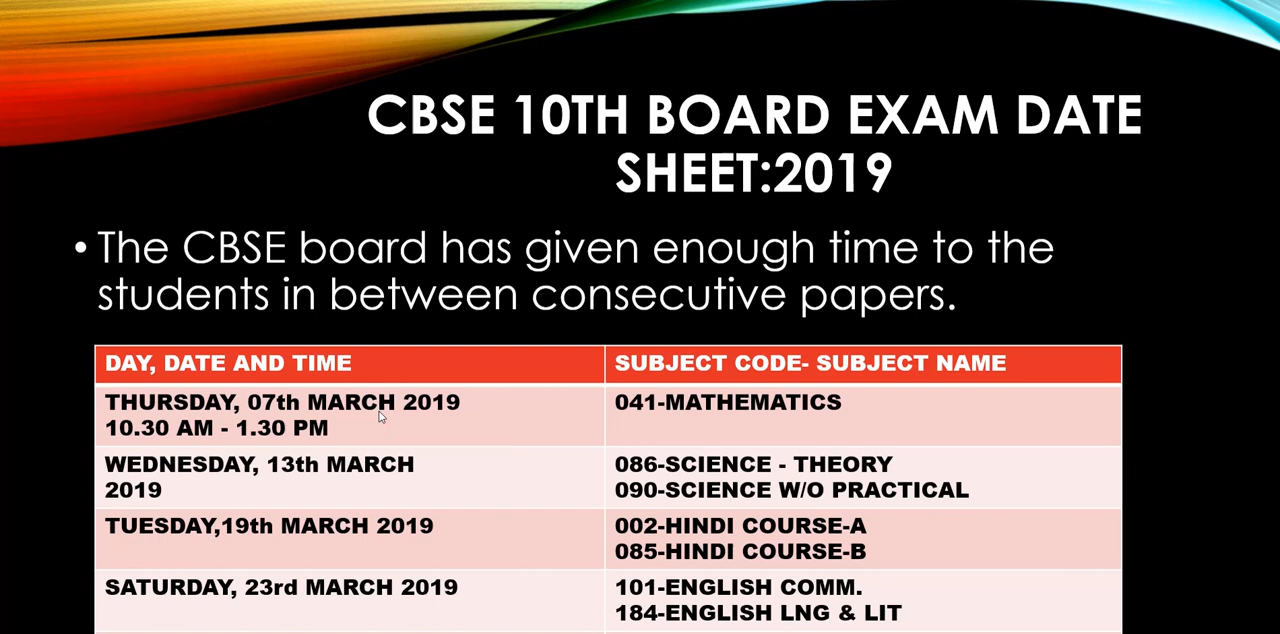 CBSE 10TH BOARD EXAM DATE
SHEET:2019
• The CBSE board has given enough time to the
students in between consecutive papers.
DAY, DATE AND TIME
SUBJECT CODE- SUBJECT NAME
THURSDAY, 07th MARCH 2019
10.30 AM - 1.30 PM
041-MATHEMATICS
WEDNESDAY, 13th MARCH
2019
086-SCIENCE - THEORY
090-SCIENCE W/O PRACTICAL
TUESDAY,19th MARCH 2019
002-HINDI COURSE-A
085-HINDI COURSE-B
SATURDAY, 23rd MARCH 2019
101-ENGLISH COMM.
184-ENGLISH LNG & LIT